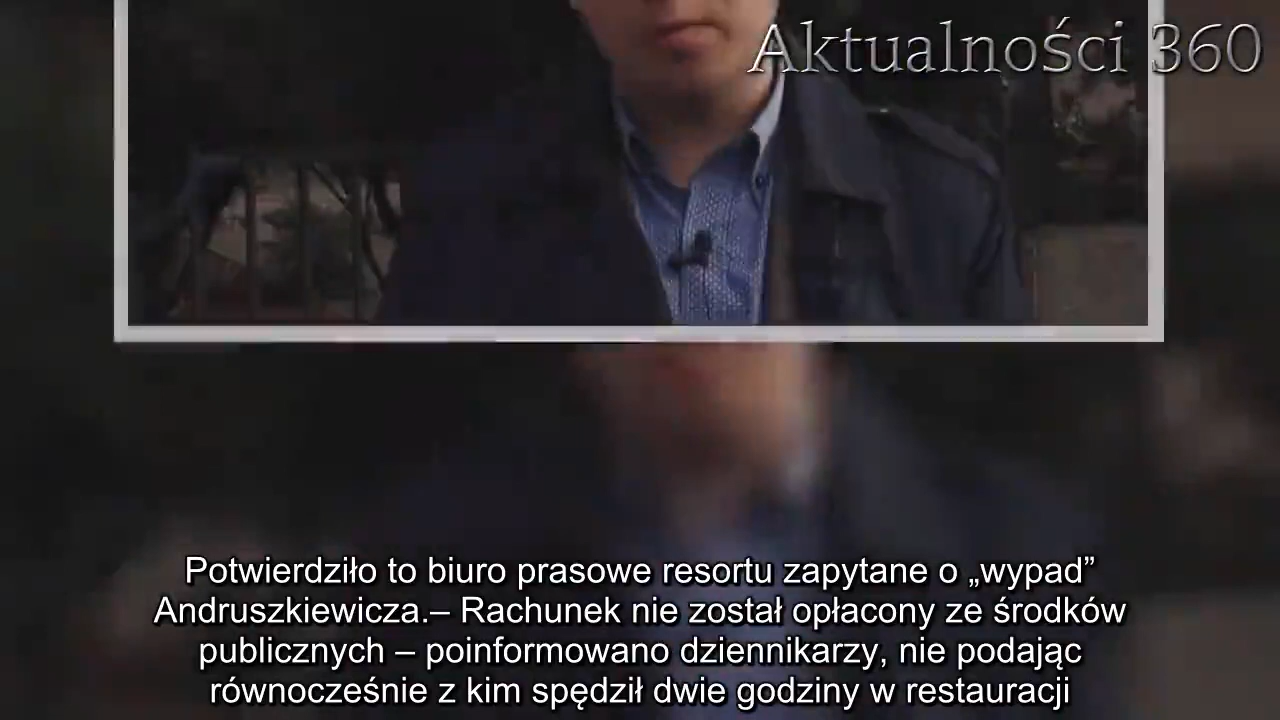 Aktualności 360
Potwierdziło to biuro prasowe resortu zapytane o „wypad”
Andruszkiewicza.– Rachunek nie został opłacony ze środków
publicznych – poinformowano dziennikarzy, nie podając
równocześnie z kim spędził dwie godziny w restauracji